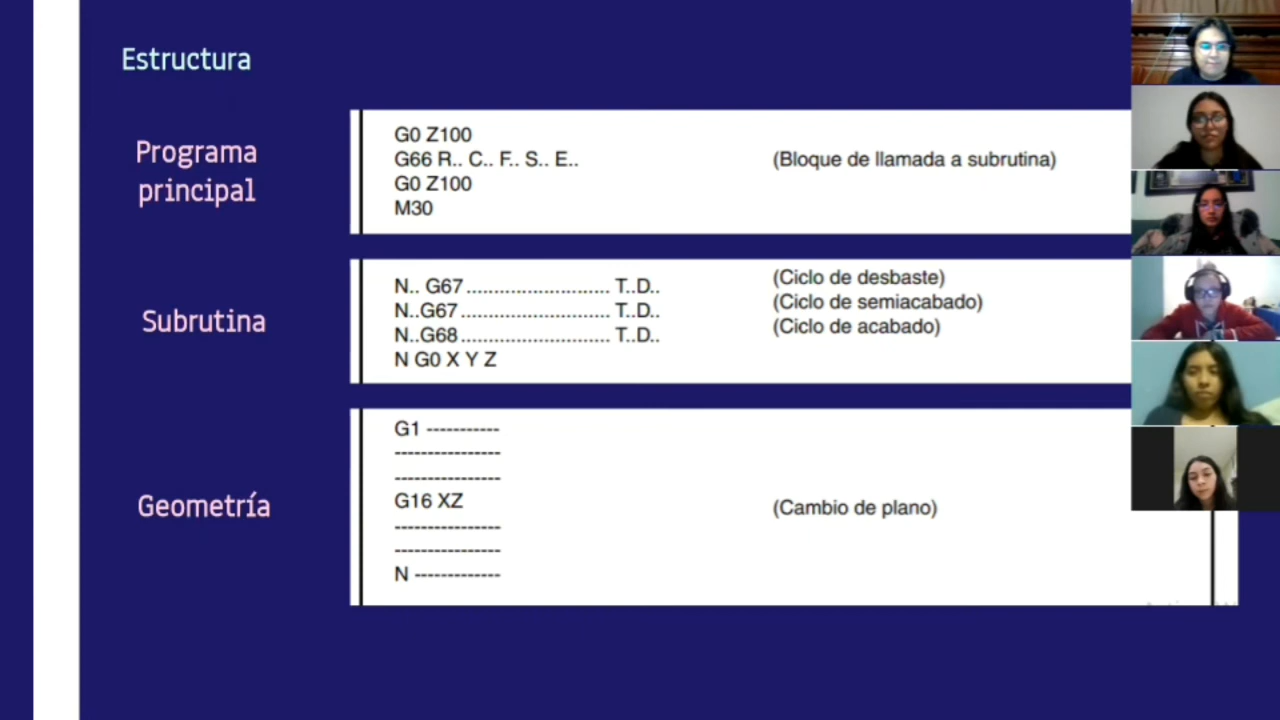 Estructura
Programa
principal
G0 Z100
G66 R.. C.. F.. S.. E.. (Bloque de llamada a subrutina)
G0 Z100
M30
Subrutina
N.. G67.......................... T..D.. (Ciclo de desbaste)
N..G67........................... T..D.. (Ciclo de semiacabado)
N..G68........................... T..D.. (Ciclo de acabado)
N G0 X Y Z
Geometría
G1 -----------
----------------
----------------
G16 XZ (Cambio de plano)
----------------
----------------
N -------------